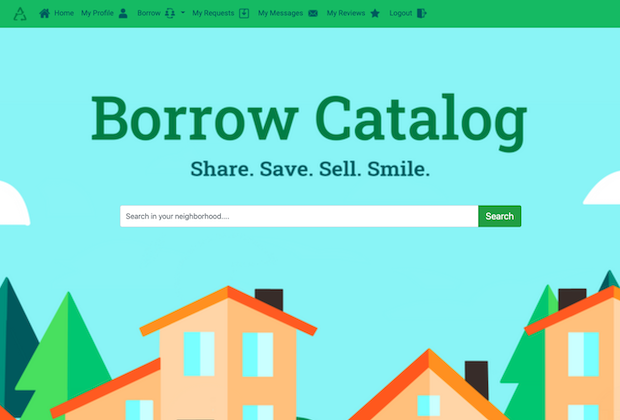 Home My Profile Borrow My Requests My Messages My Reviews Logout
Borrow Catalog
Share. Save. Sell. Smile.
Search in your neighborhood.... Search